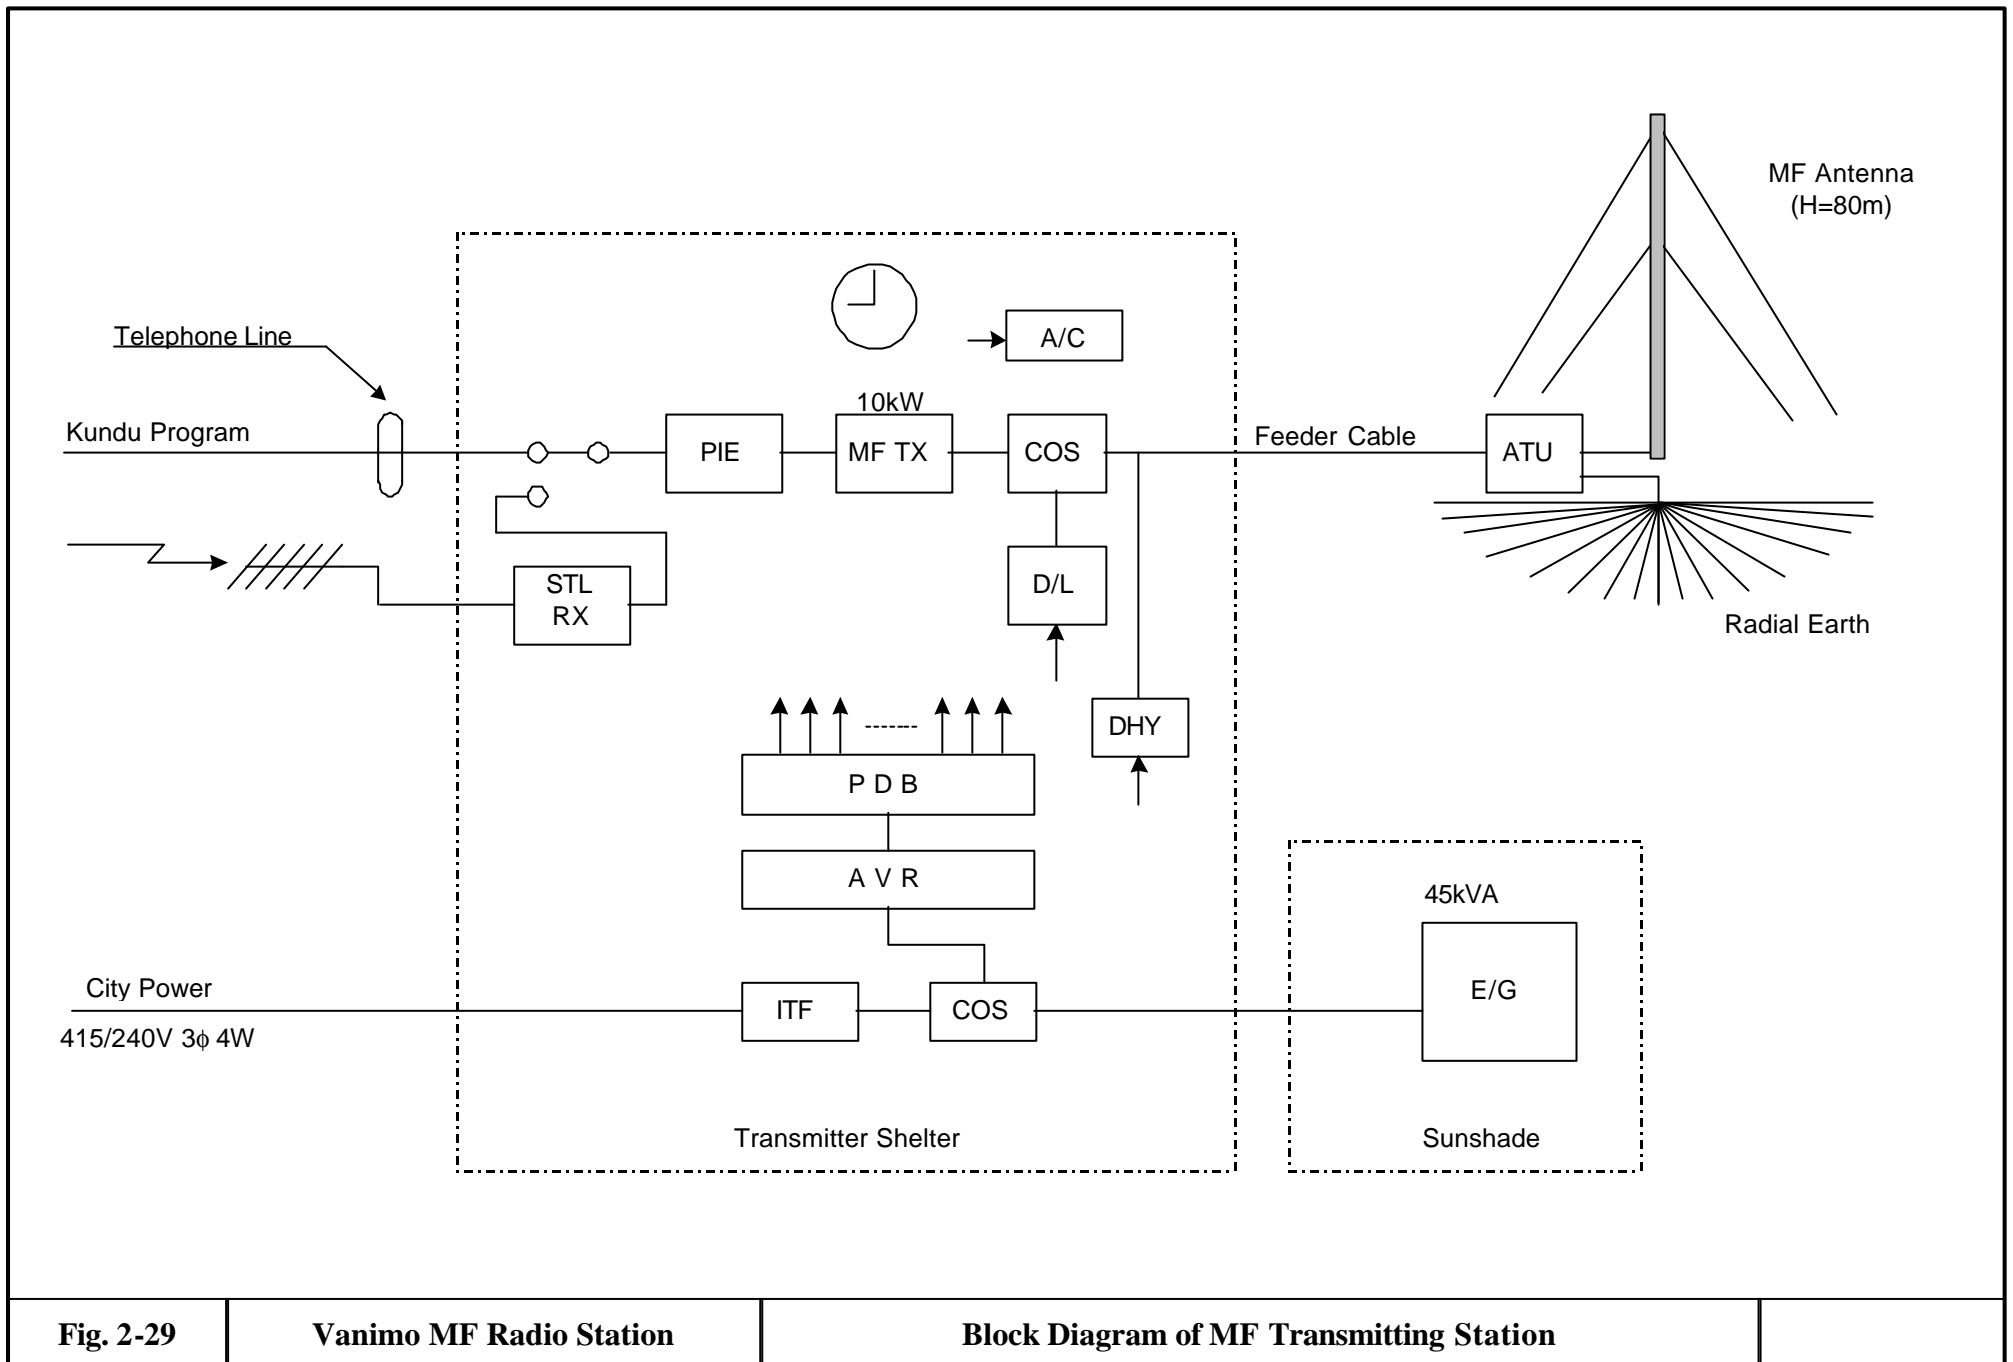 MF Antenna
(H=80m)
Telephone Line
A/C
10kW
Kundu Program
PIE
MF TX
COS
Feeder Cable
ATU
STL
RX
D/L
Radial Earth
DHY
P D B
A V R
45kVA
City Power
ITF
COS
E/G
415/240V 3φ 4W
Transmitter Shelter
Sunshade
Fig. 2-29
Vanimo MF Radio Station
Block Diagram of MF Transmitting Station